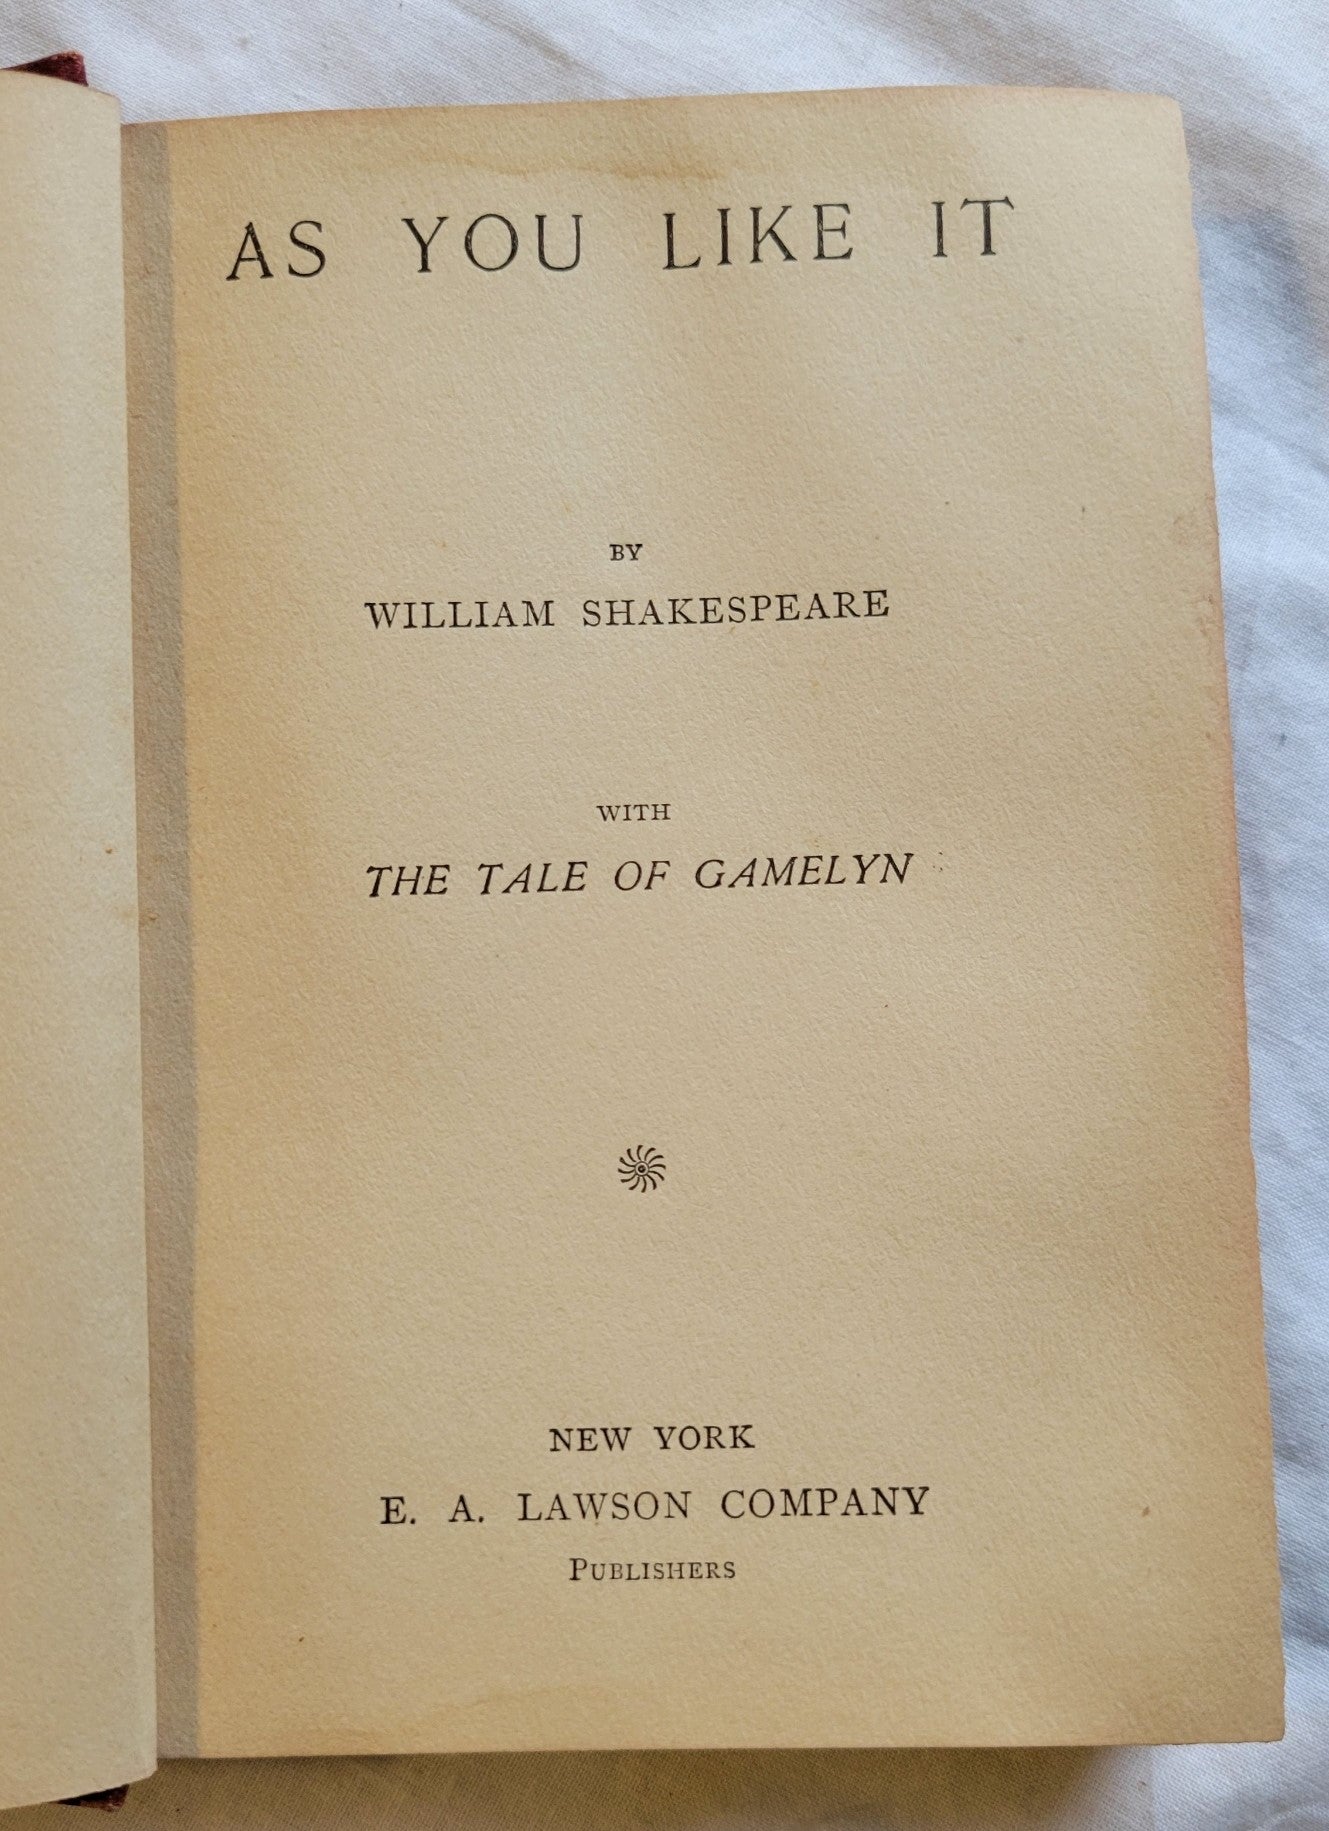 AS YOU LIKE IT
BY
WILLIAM SHAKESPEARE
WITH
THE TALE OF GAMELYN
NEW YORK
E. A. LAWSON COMPANY
PUBLISHERS